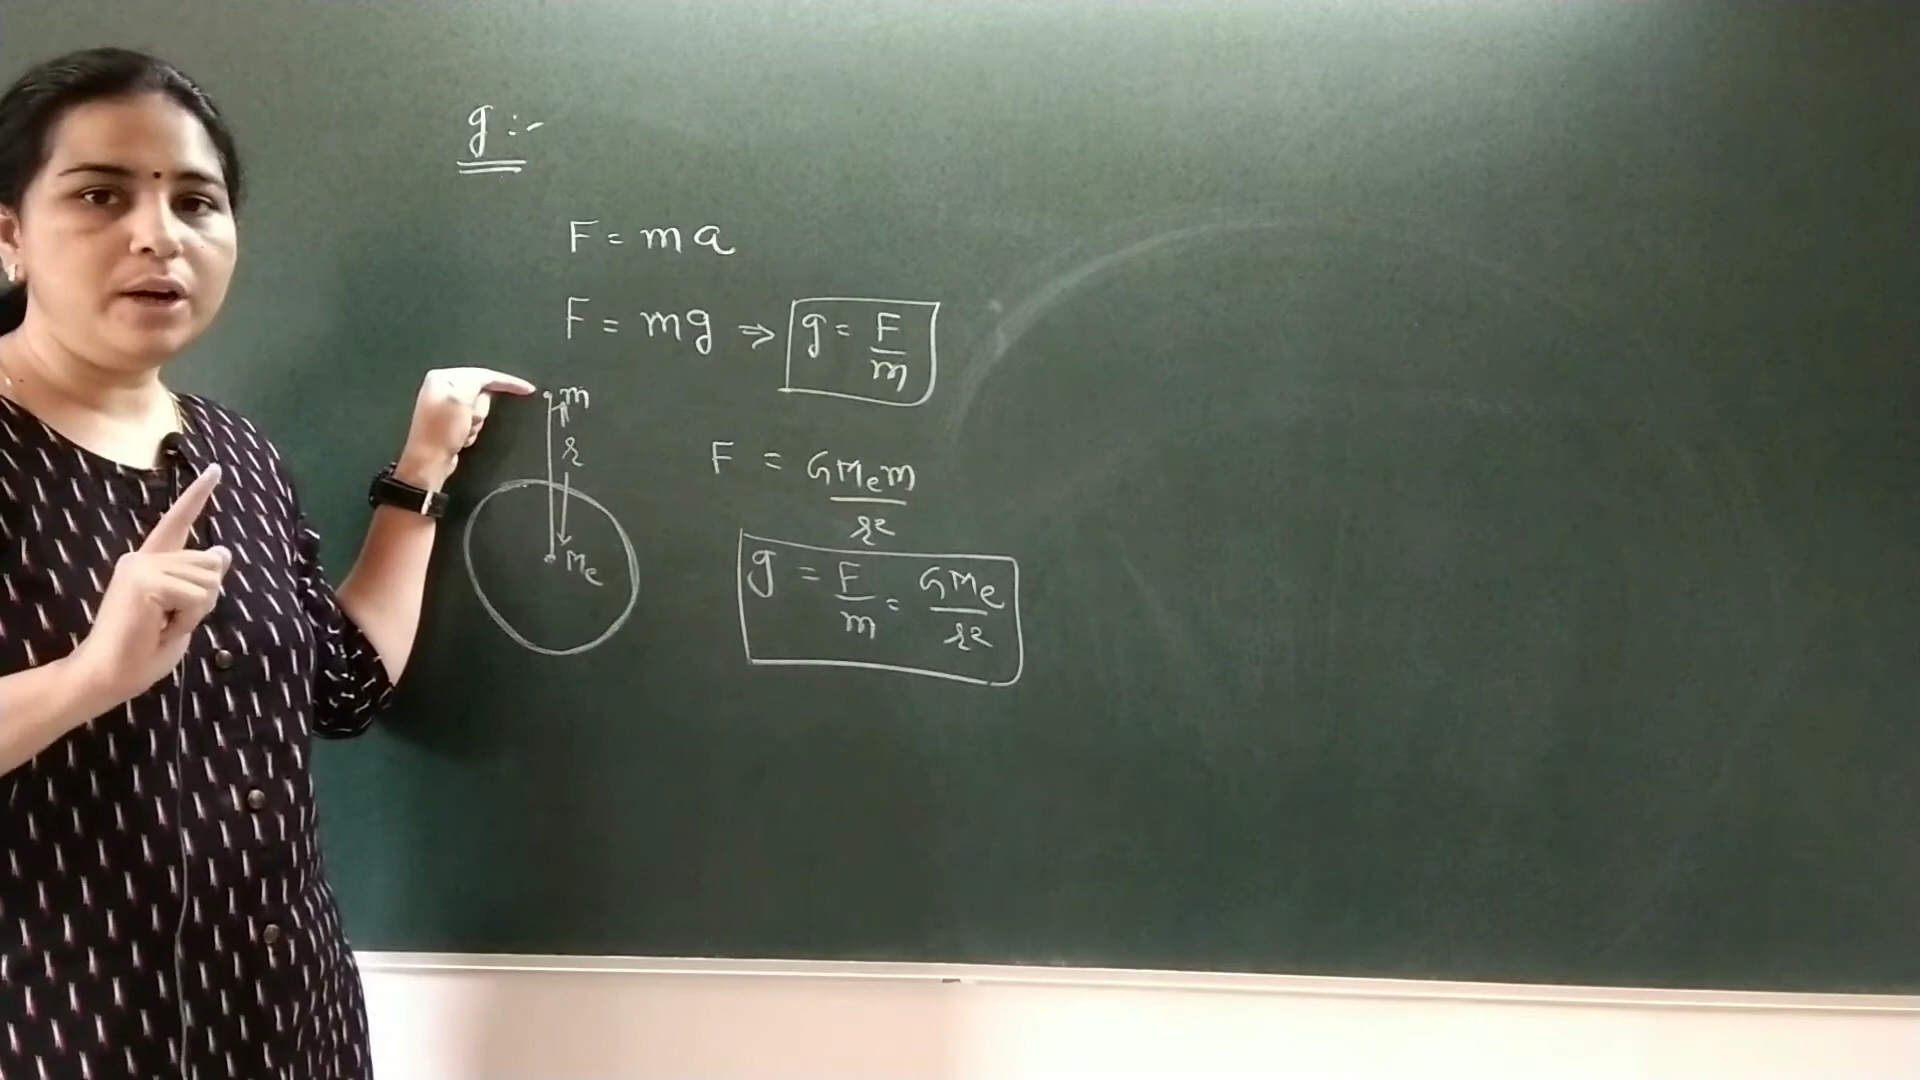 g :-
F = ma
F = mg ⇒ g = F/m
m
r
Me
F = GMem/r²
g = F/m = GMe/r²